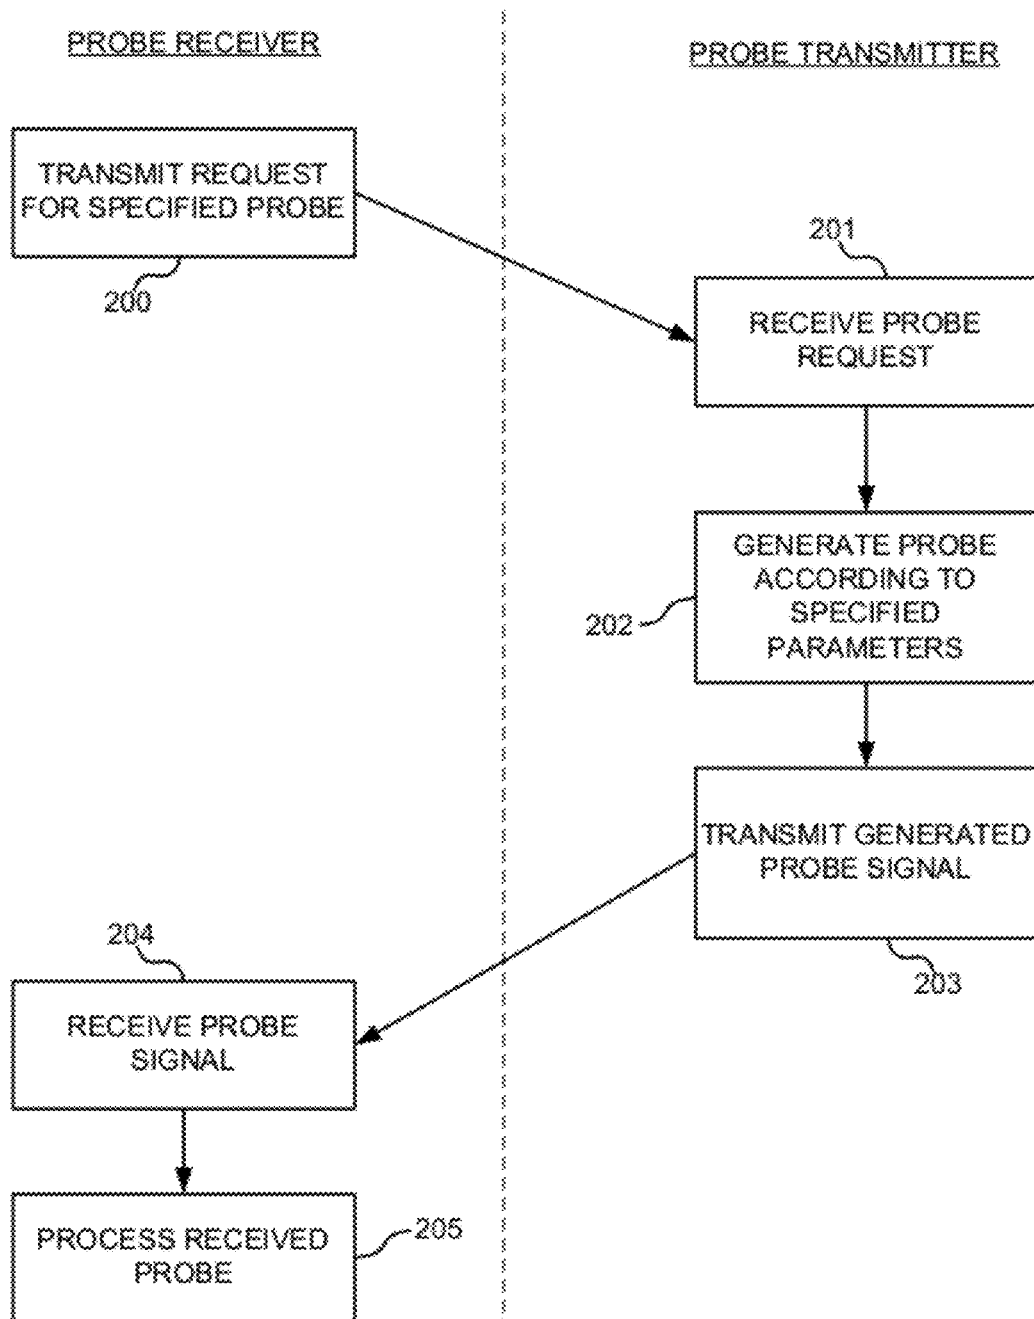 PROBE RECEIVER
PROBE TRANSMITTER
TRANSMIT REQUEST
FOR SPECIFIED PROBE
200
201
RECEIVE PROBE
REQUEST
GENERATE PROBE
ACCORDING TO
SPECIFIED
PARAMETERS
202
TRANSMIT GENERATED
PROBE SIGNAL
203
204
RECEIVE PROBE
SIGNAL
PROCESS RECEIVED
PROBE
205